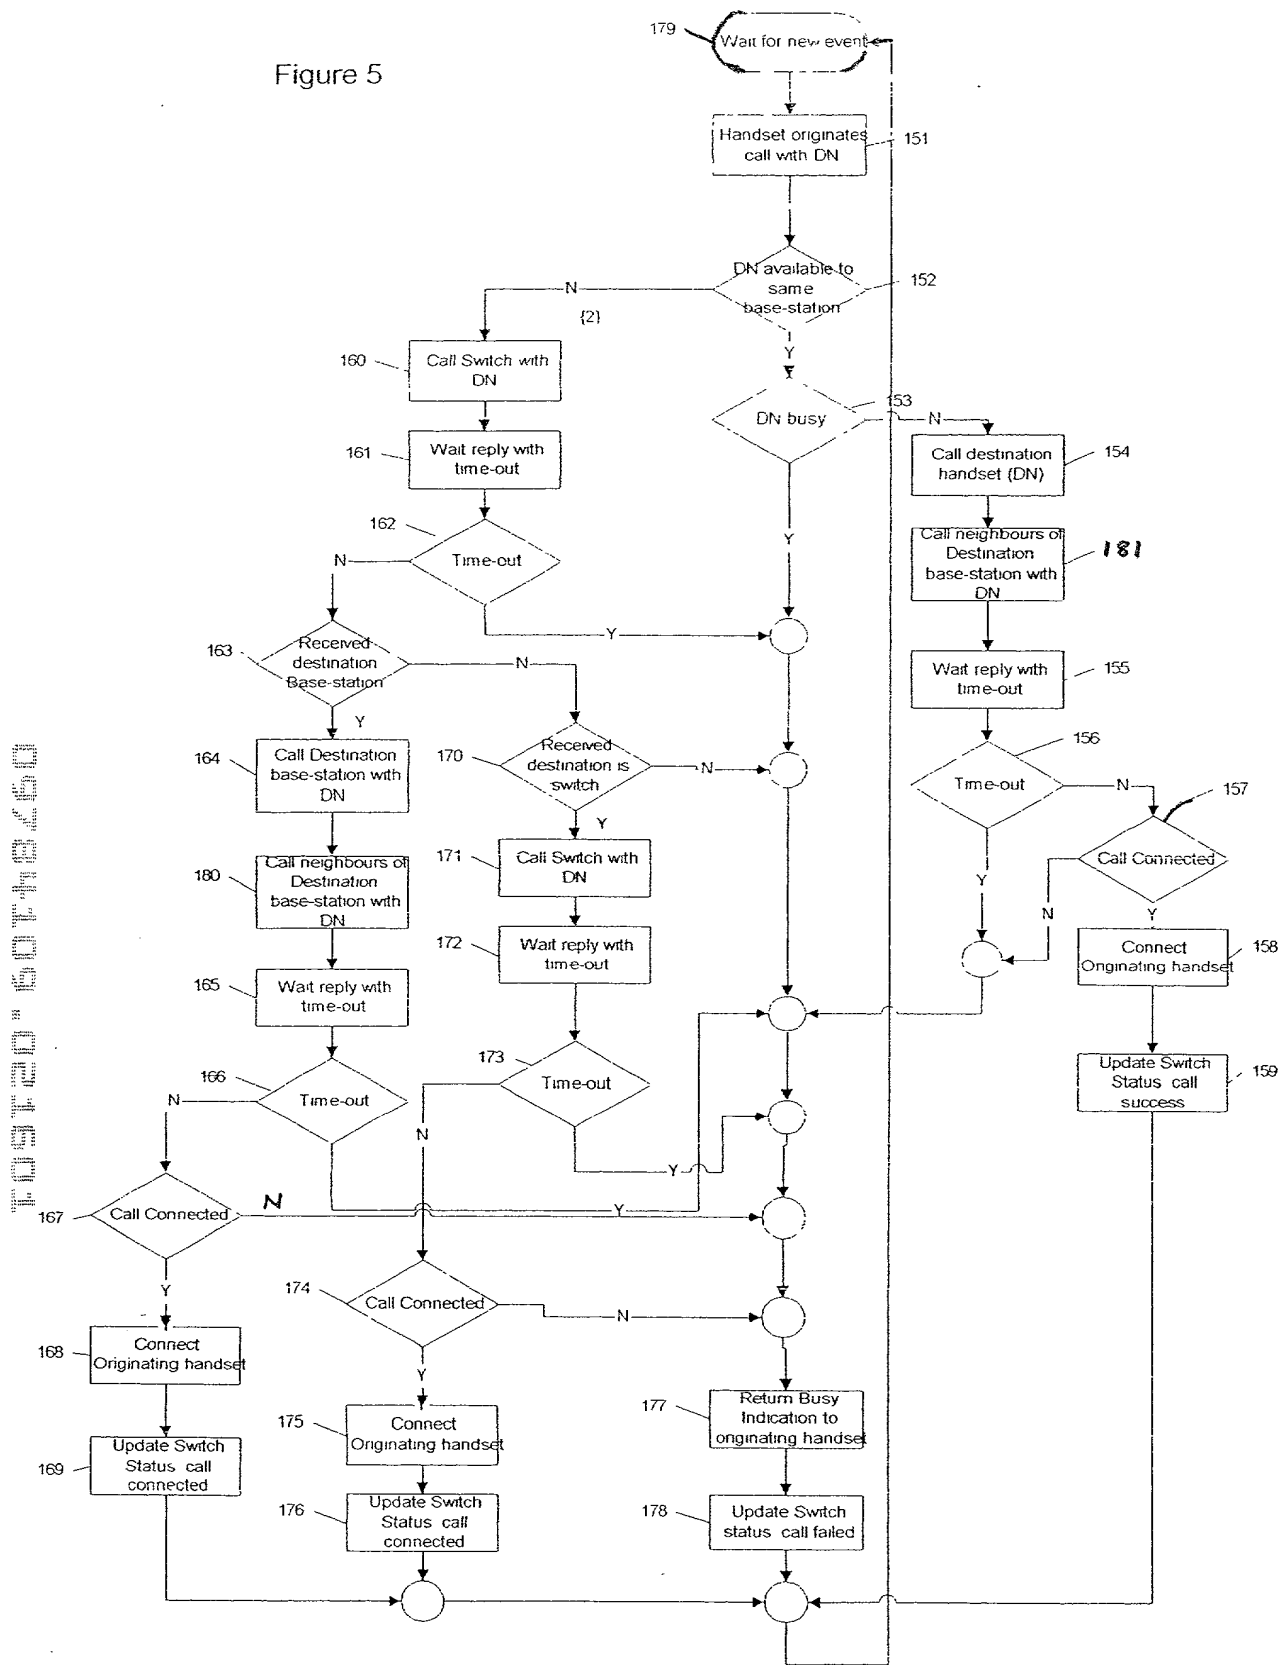 Figure 5
179
Wait for new event
Handset originates
call with DN
151
DN available to
same
base-station
152
N
{2}
Y
160
Call Switch with
DN
153
DN busy
N
161
Wait reply with
time-out
Call destination
handset (DN)
154
162
Time-out
N
Y
Y
Call neighbours of
Destination
base-station with
DN
181
163
Received
destination
Base-station
N
Y
Wait reply with
time-out
155
164
Call Destination
base-station with
DN
170
Received
destination is
switch
N
Y
156
Time-out
N
Y
157
Call Connected
N
Y
180
Call neighbours of
Destination
base-station with
DN
171
Call Switch with
DN
172
Wait reply with
time-out
Connect
Originating handset
158
165
Wait reply with
time-out
173
Time-out
N
Y
166
Time-out
N
Y
Update Switch
Status call
success
159
167
Call Connected
N
Y
174
Call Connected
N
Y
168
Connect
Originating handset
175
Connect
Originating handset
177
Return Busy
Indication to
originating handset
169
Update Switch
Status call
connected
176
Update Switch
Status call
connected
178
Update Switch
status call failed
09784109.021601